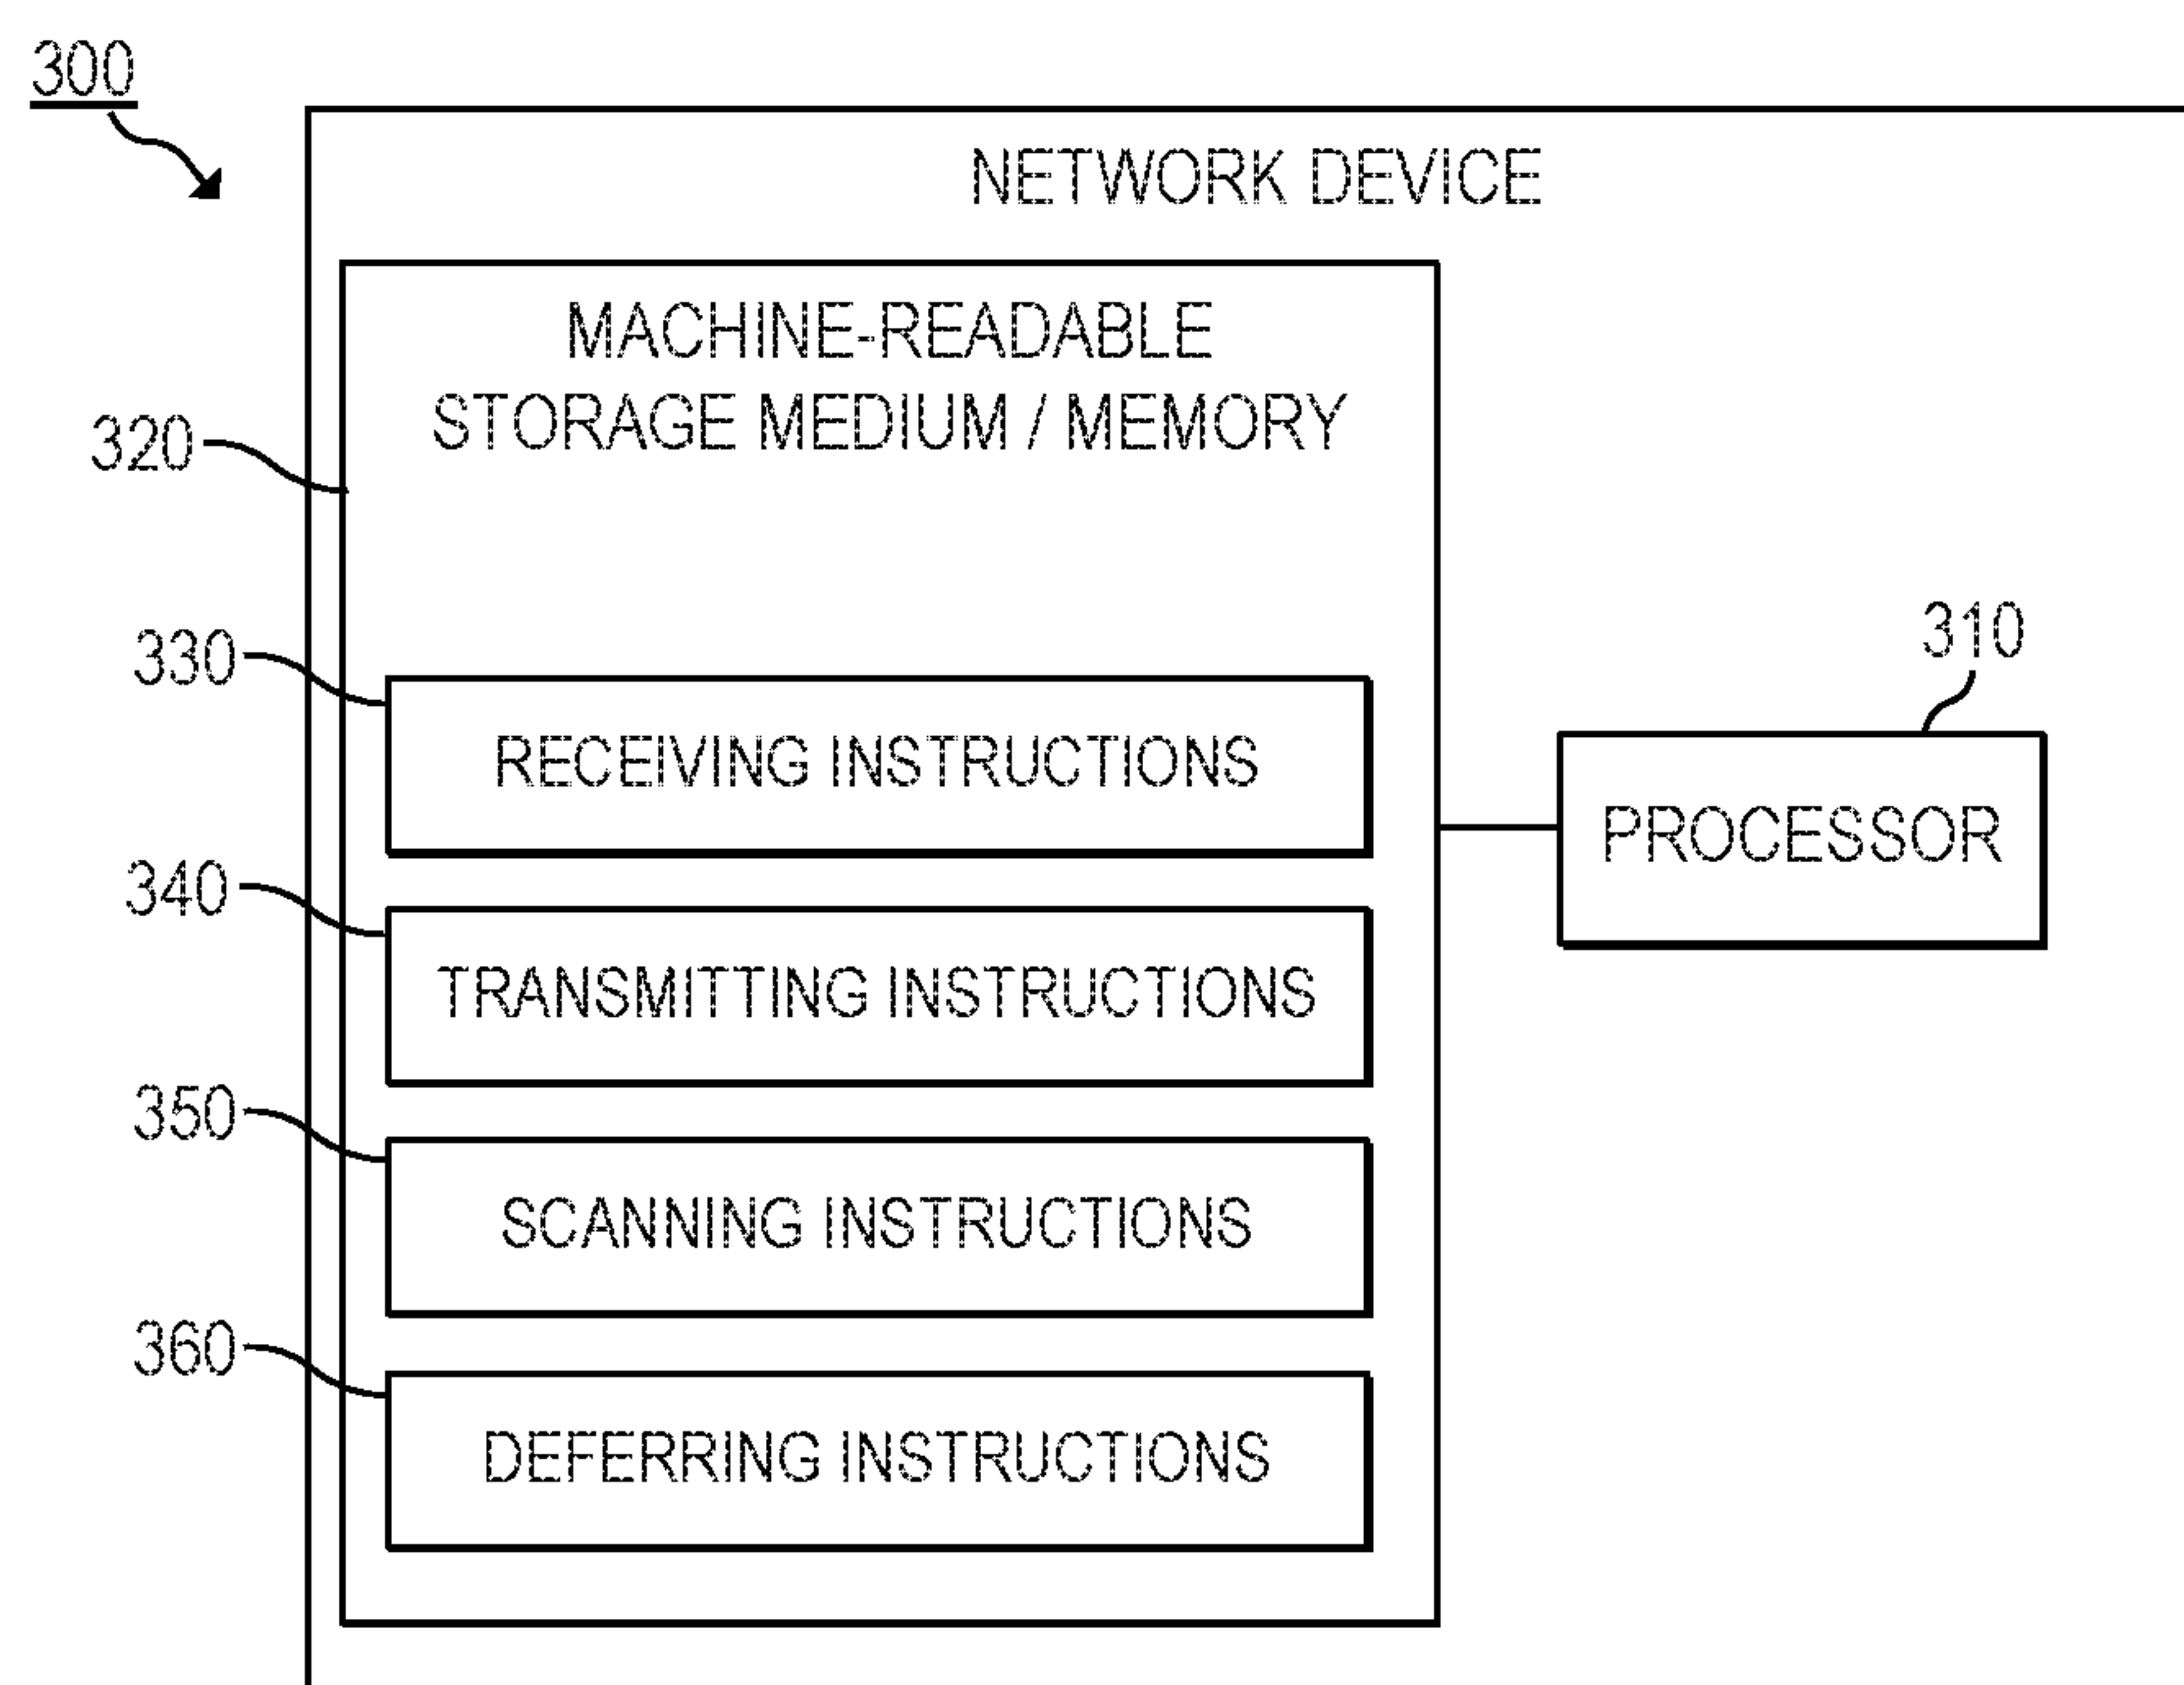 300
NETWORK DEVICE
MACHINE-READABLE
STORAGE MEDIUM / MEMORY
320
330
310
RECEIVING INSTRUCTIONS
PROCESSOR
340
TRANSMITTING INSTRUCTIONS
350
SCANNING INSTRUCTIONS
360
DEFERRING INSTRUCTIONS